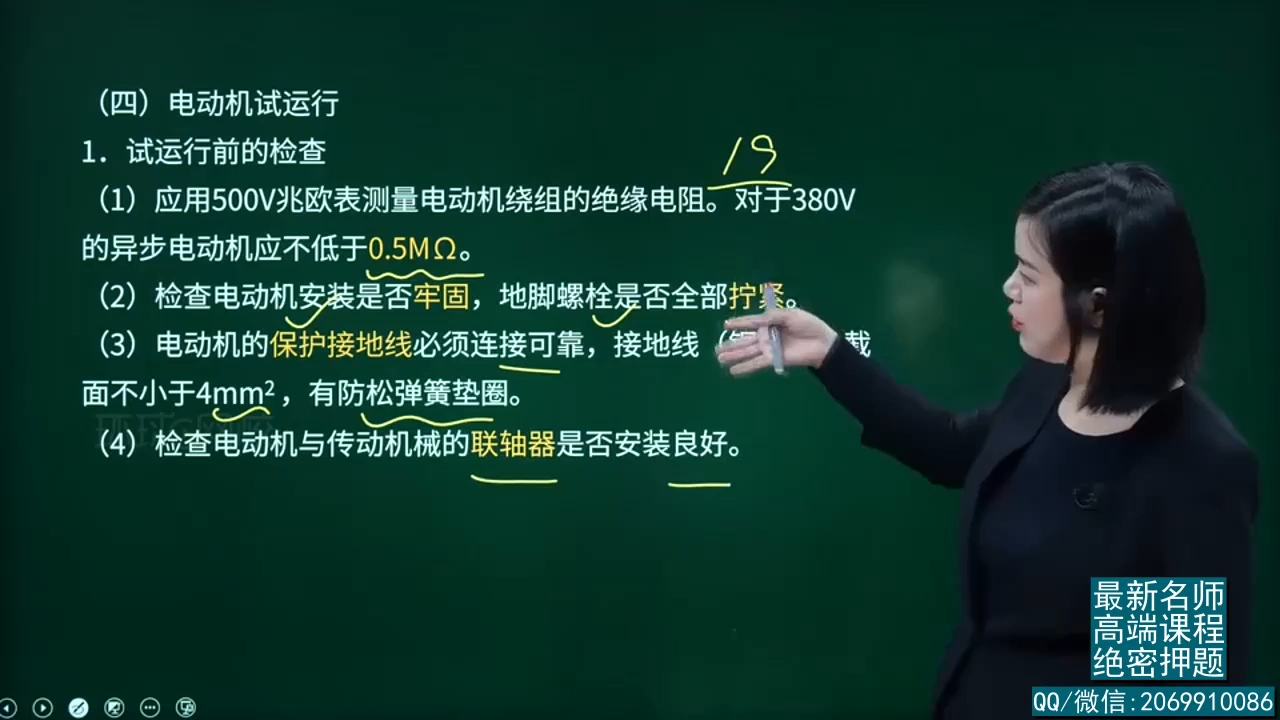 （四）电动机试运行
1．试运行前的检查
19
（1）应用500V兆欧表测量电动机绕组的绝缘电阻。对于380V
的异步电动机应不低于0.5MΩ。
（2）检查电动机安装是否牢固，地脚螺栓是否全部拧紧。
（3）电动机的保护接地线必须连接可靠，接地线（铜 截
面不小于4mm²，有防松弹簧垫圈。
（4）检查电动机与传动机械的联轴器是否安装良好。
最新名师
高端课程
绝密押题
QQ/微信:2069910086